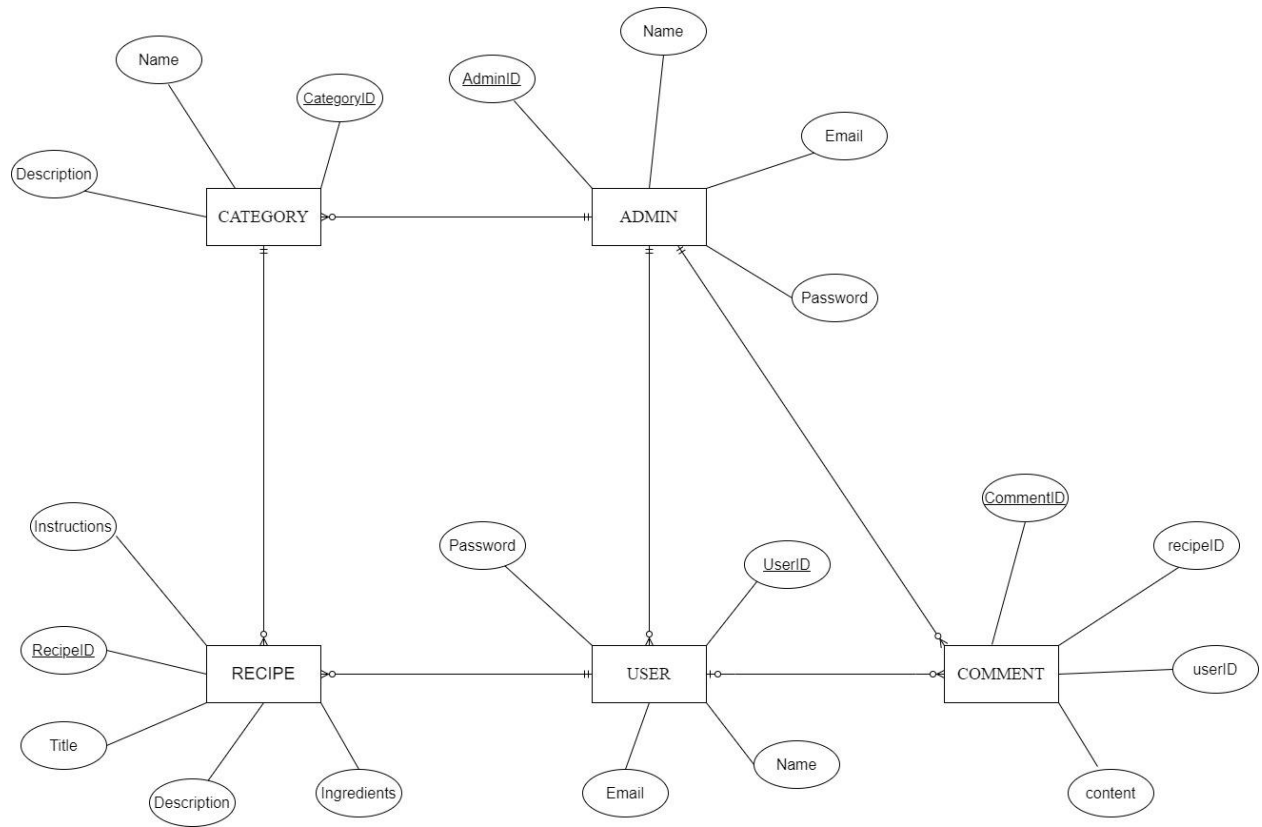 Name
Name
AdminID
CategoryID
Email
Description
CATEGORY
ADMIN
Password
CommentID
Instructions
Password
recipeID
UserID
RecipeID
RECIPE
USER
COMMENT
userID
Title
Name
Description
Ingredients
Email
content